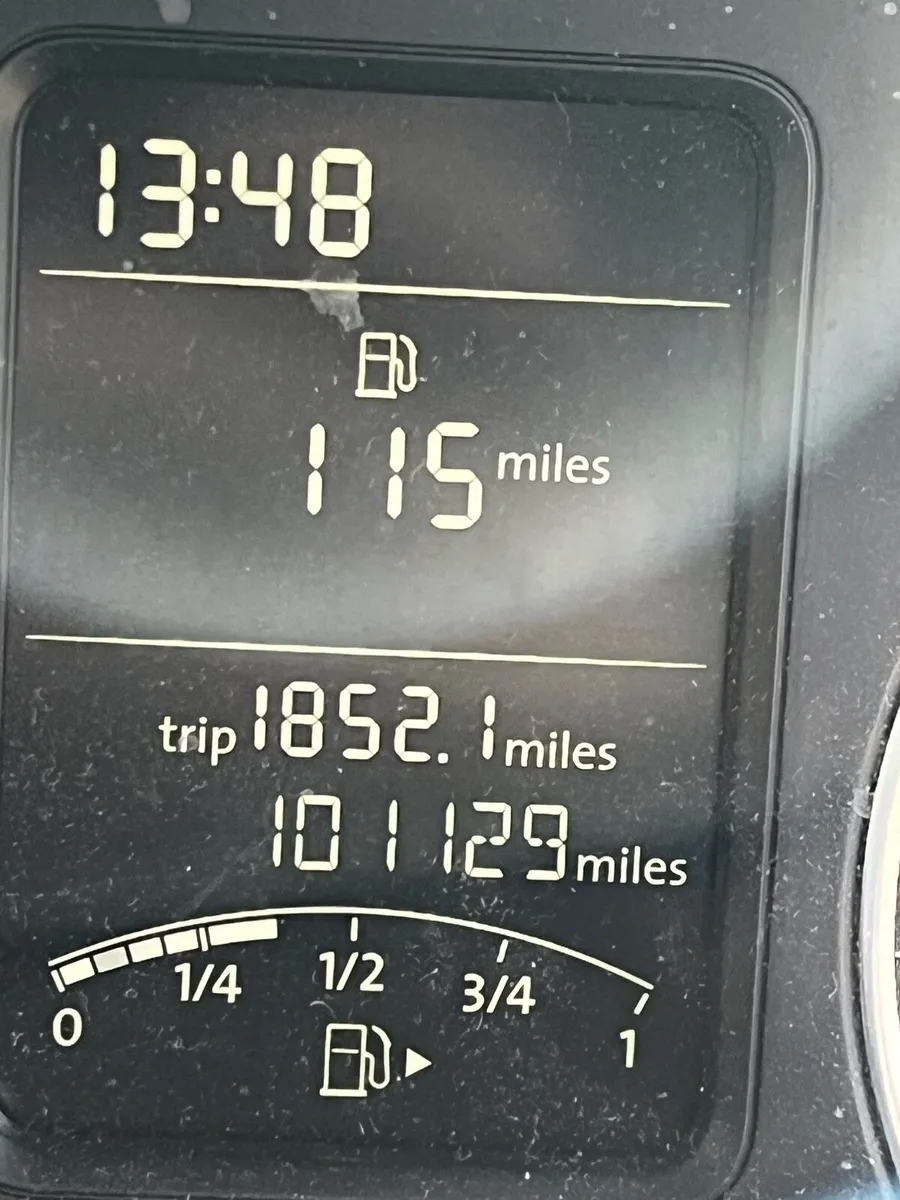 13:48
115 miles
trip 1852.1 miles
101129 miles
0 1/4 1/2 3/4 1